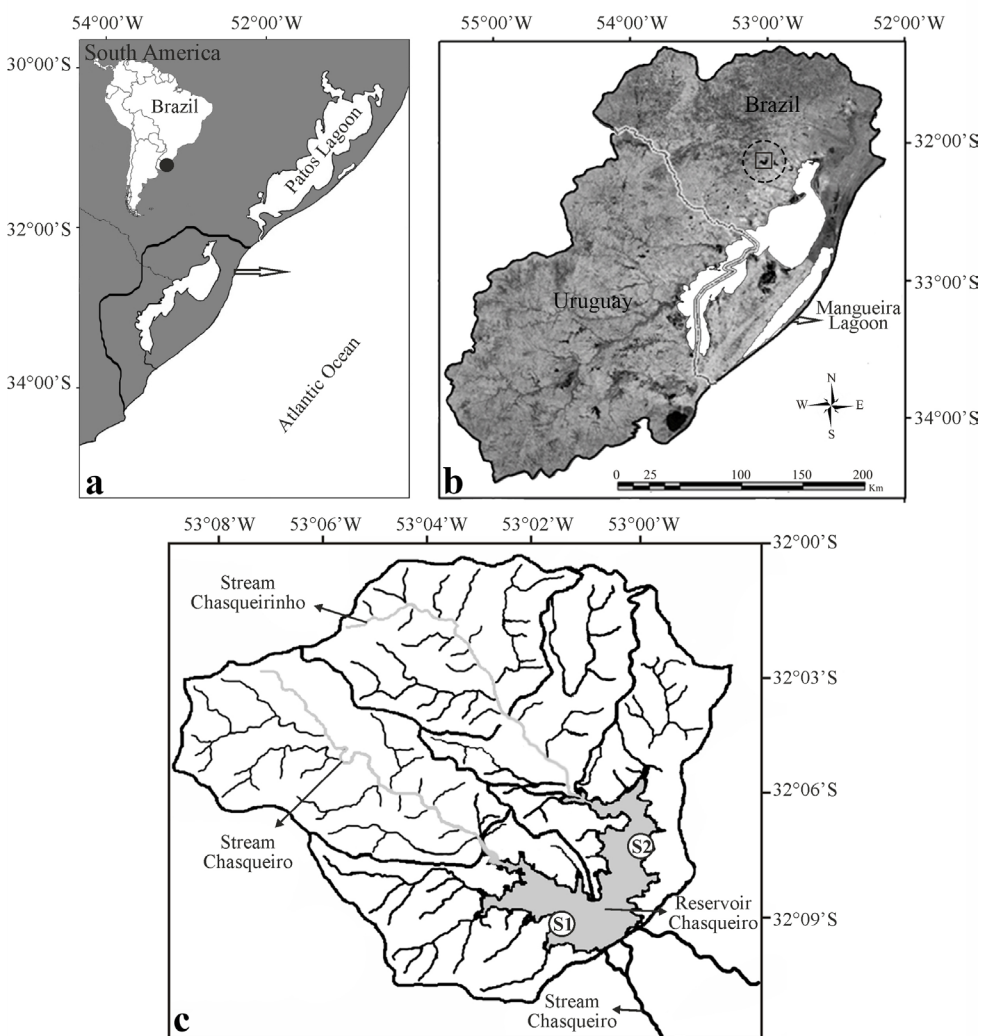 54°00'W 52°00'W
30°00'S
32°00'S
34°00'S
South America
Brazil
Patos Lagoon
Atlantic Ocean
a
55°00'W 54°00'W 53°00'W 52°00'W
32°00'S
33°00'S
34°00'S
Brazil
Uruguay
Mangueira
Lagoon
N
W E
S
0 25 100 150 200
Km
b
53°08'W 53°06'W 53°04'W 53°02'W 53°00'W
32°00'S
32°03'S
32°06'S
32°09'S
Stream
Chasqueirinho
Stream
Chasqueiro
S2
S1
Reservoir
Chasqueiro
Stream
Chasqueiro
c